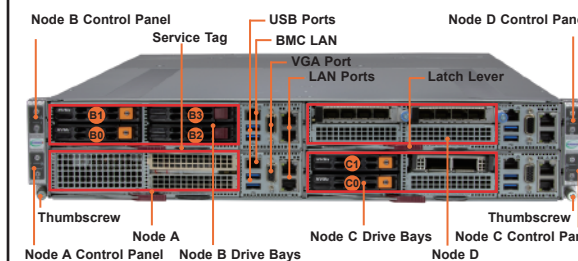 Node B Control Panel
USB Ports
Node D Control Pane
Service Tag
BMC LAN
VGA Port
LAN Ports
Latch Lever
B1
B3
B0
B2
C1
C0
Thumbscrew
Thumbscrew
Node A
Node C Drive Bays
Node C Control Pan
Node A Control Panel
Node B Drive Bays
Node D